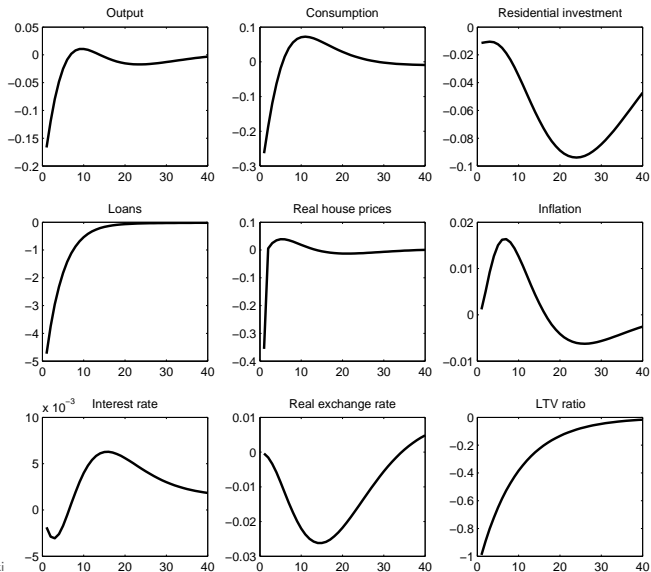 Output
0.05
0
−0.05
−0.1
−0.15
−0.2
0 10 20 30 40
Consumption
0.1
0
−0.1
−0.2
−0.3
0 10 20 30 40
Residential investment
0
−0.02
−0.04
−0.06
−0.08
−0.1
0 10 20 30 40
Loans
0
−1
−2
−3
−4
−5
0 10 20 30 40
Real house prices
0.1
0
−0.1
−0.2
−0.3
−0.4
0 10 20 30 40
Inflation
0.02
0.01
0
−0.01
0 10 20 30 40
x 10⁻³ Interest rate
10
5
0
−5
0 10 20 30 40
Real exchange rate
0.01
0
−0.01
−0.02
−0.03
0 10 20 30 40
LTV ratio
0
−0.2
−0.4
−0.6
−0.8
−1
0 10 20 30 40